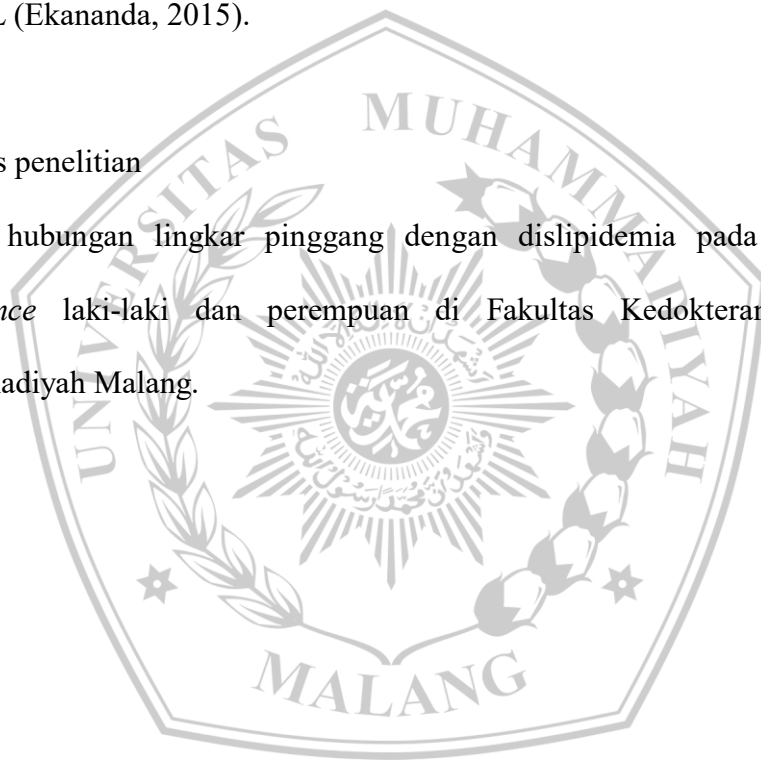 L (Ekananda, 2015).
s penelitian
hubungan lingkar pinggang dengan dislipidemia pada
nce laki-laki dan perempuan di Fakultas Kedokteran
adiyah Malang.
UNIVERSITAS MUHAMMADIYAH
MALANG